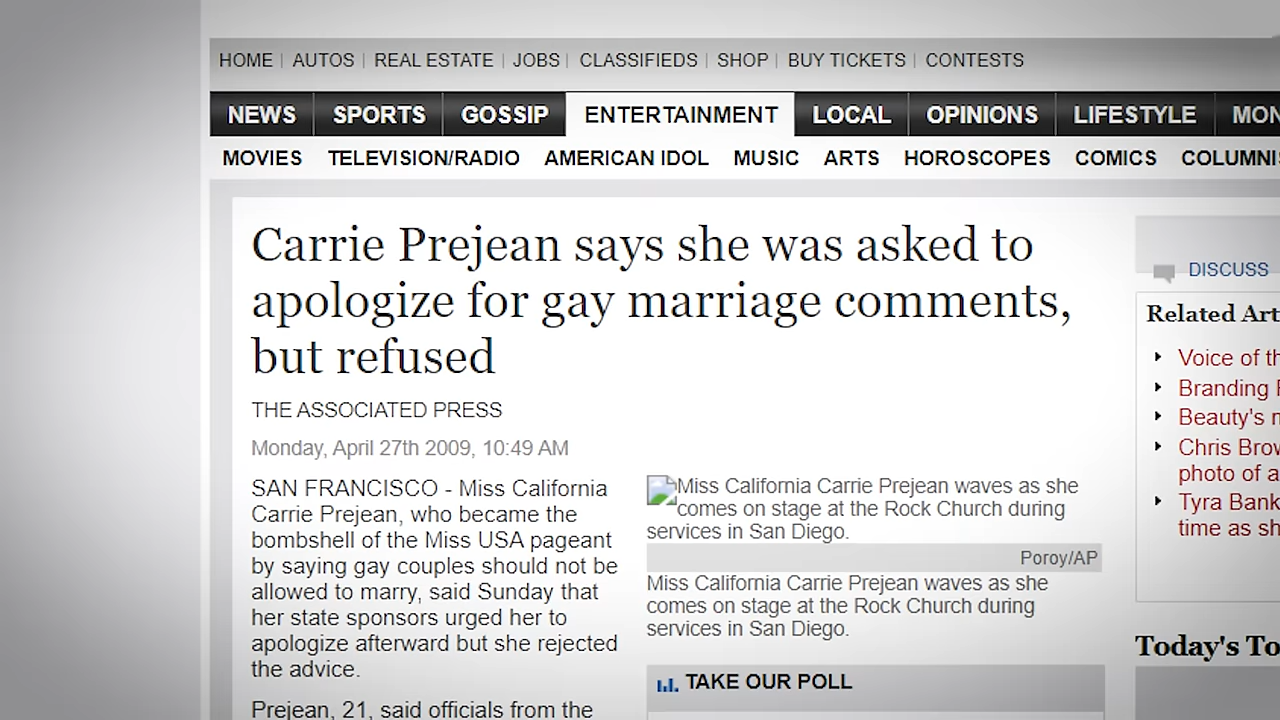 HOME | AUTOS | REAL ESTATE | JOBS | CLASSIFIEDS | SHOP | BUY TICKETS | CONTESTS
NEWS SPORTS GOSSIP ENTERTAINMENT LOCAL OPINIONS LIFESTYLE
MOVIES TELEVISION/RADIO AMERICAN IDOL MUSIC ARTS HOROSCOPES COMICS
Carrie Prejean says she was asked to
apologize for gay marriage comments,
but refused
THE ASSOCIATED PRESS
Monday, April 27th 2009, 10:49 AM
SAN FRANCISCO - Miss California
Carrie Prejean, who became the
bombshell of the Miss USA pageant
by saying gay couples should not be
allowed to marry, said Sunday that
her state sponsors urged her to
apologize afterward but she rejected
the advice.
Prejean, 21, said officials from the
Miss California Carrie Prejean waves as she
comes on stage at the Rock Church during
services in San Diego.
Poroy/AP
Miss California Carrie Prejean waves as she
comes on stage at the Rock Church during
services in San Diego.
TAKE OUR POLL
DISCUSS
Related
Voice of
Branding
Beauty's
Chris
photo of a
Tyra
time as
Today's